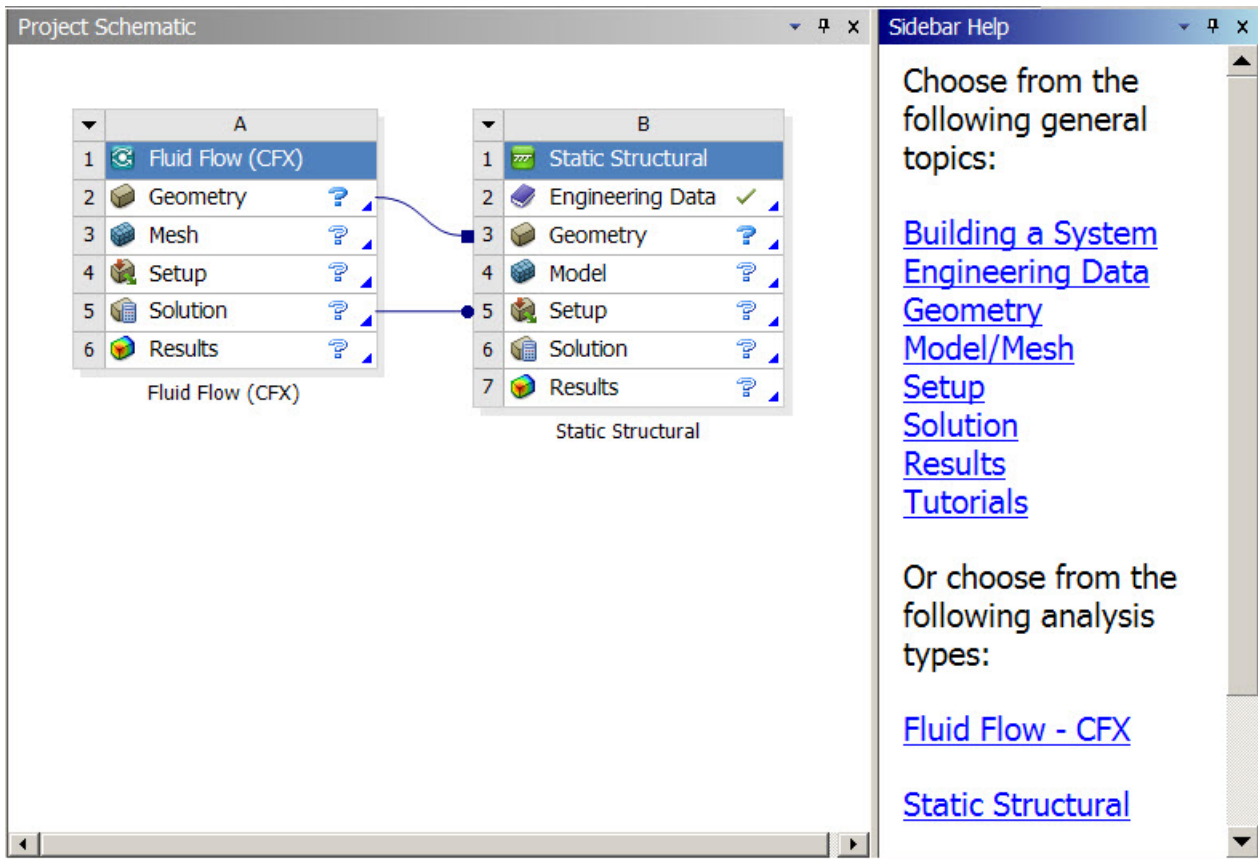 Project Schematic
A
1 Fluid Flow (CFX)
2 Geometry
3 Mesh
4 Setup
5 Solution
6 Results
Fluid Flow (CFX)
B
1 Static Structural
2 Engineering Data
3 Geometry
4 Model
5 Setup
6 Solution
7 Results
Static Structural
Sidebar Help
Choose from the
following general
topics:
Building a System
Engineering Data
Geometry
Model/Mesh
Setup
Solution
Results
Tutorials
Or choose from the
following analysis
types:
Fluid Flow - CFX
Static Structural